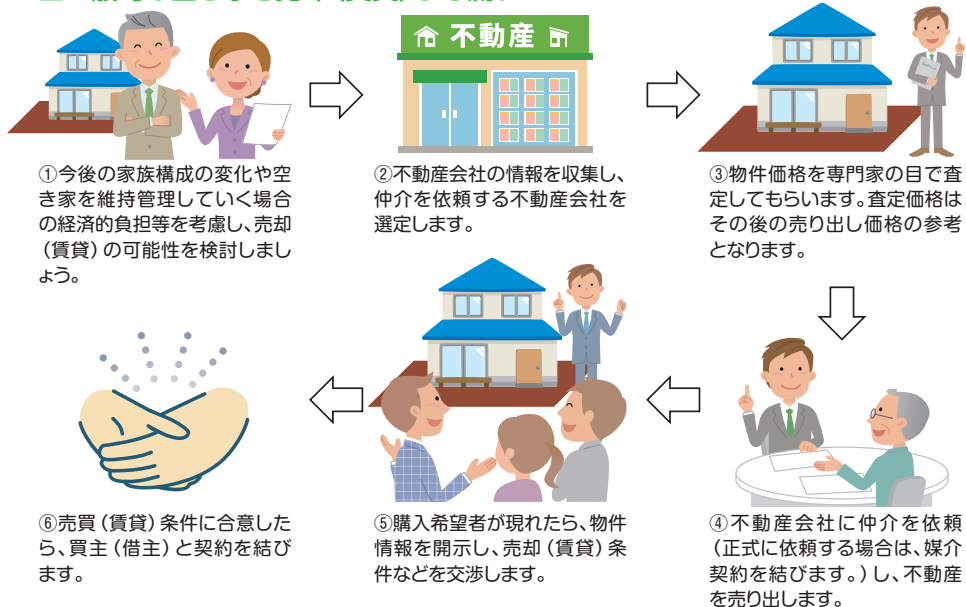 不動産
①今後の家族構成の変化や空
き家を維持管理していく場合
の経済的負担等を考慮し、売却
（賃貸）の可能性を検討しまし
ょう。
②不動産会社の情報を収集し、
仲介を依頼する不動産会社を
選定します。
③物件価格を専門家の目で査
定してもらいます。査定価格は
その後の売り出し価格の参考
となります。
④不動産会社に仲介を依頼
（正式に依頼する場合は、媒介
契約を結びます。）し、不動産
を売り出します。
⑤購入希望者が現れたら、物件
情報を開示し、売却（賃貸）条
件などを交渉します。
⑥売買（賃貸）条件に合意した
ら、買主（借主）と契約を結び
ます。